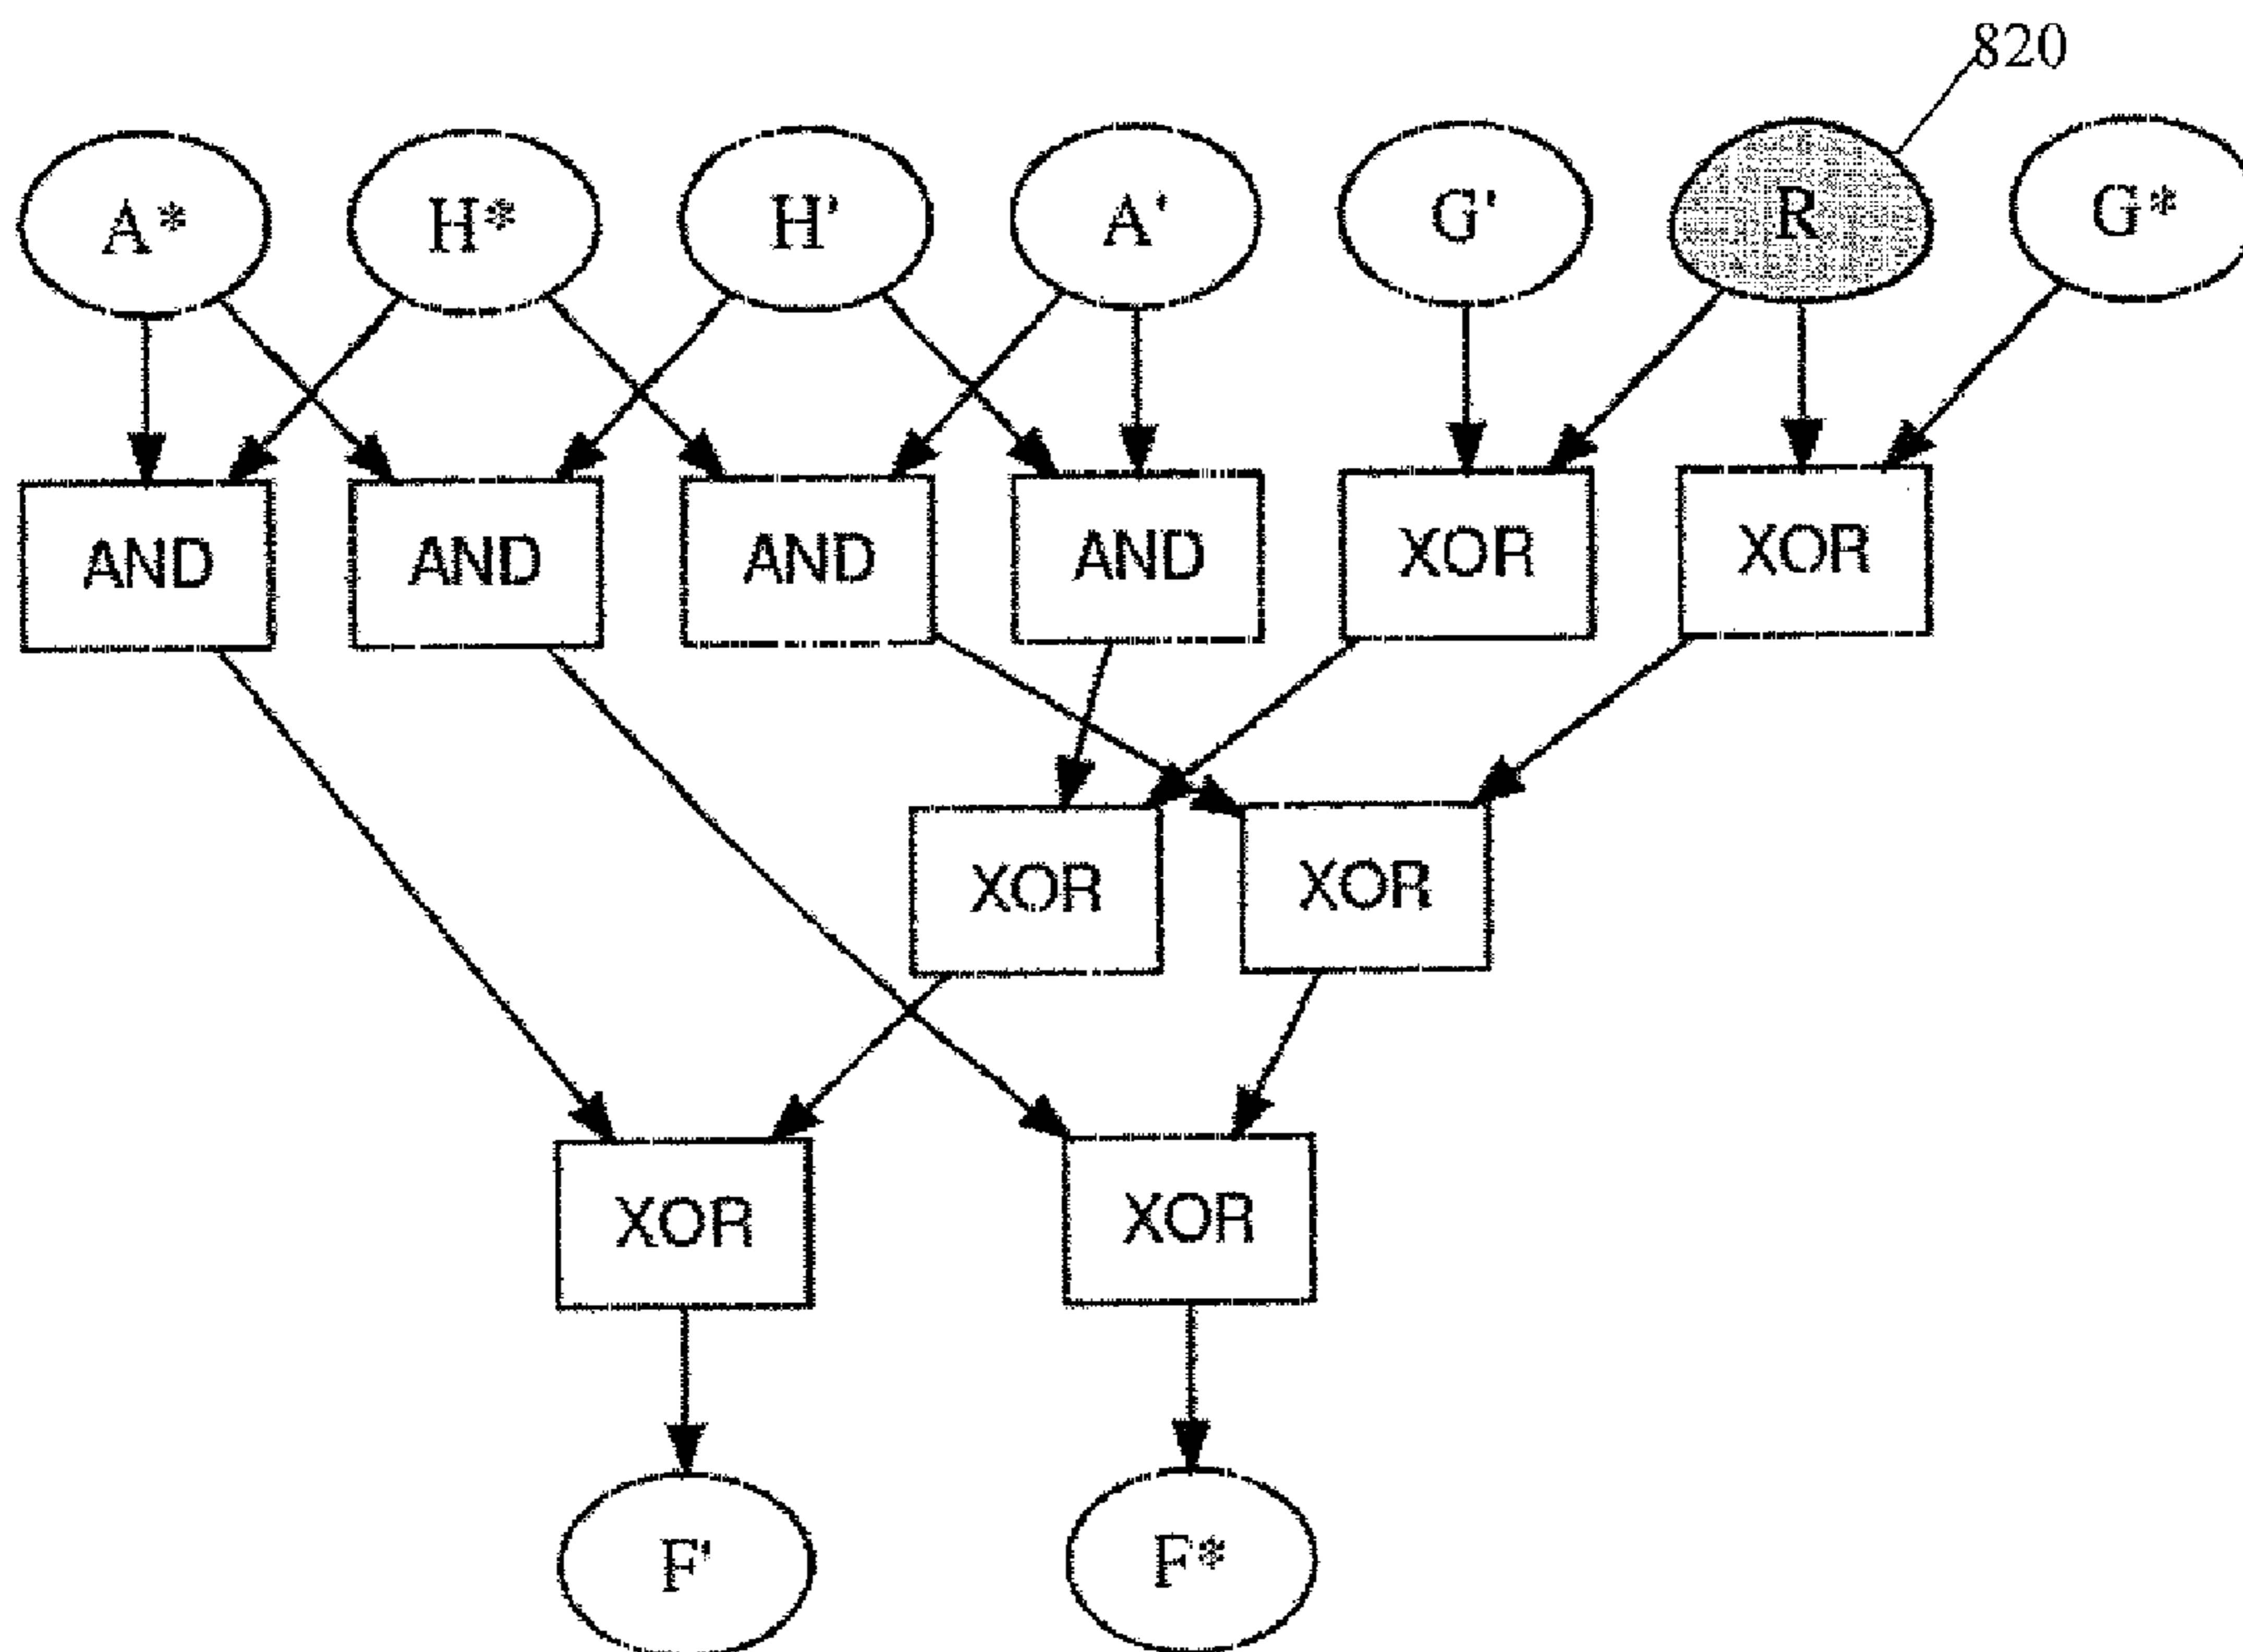 820
A* H* H' A' G' R G*
AND AND AND AND XOR XOR
XOR XOR
XOR XOR
F' F*